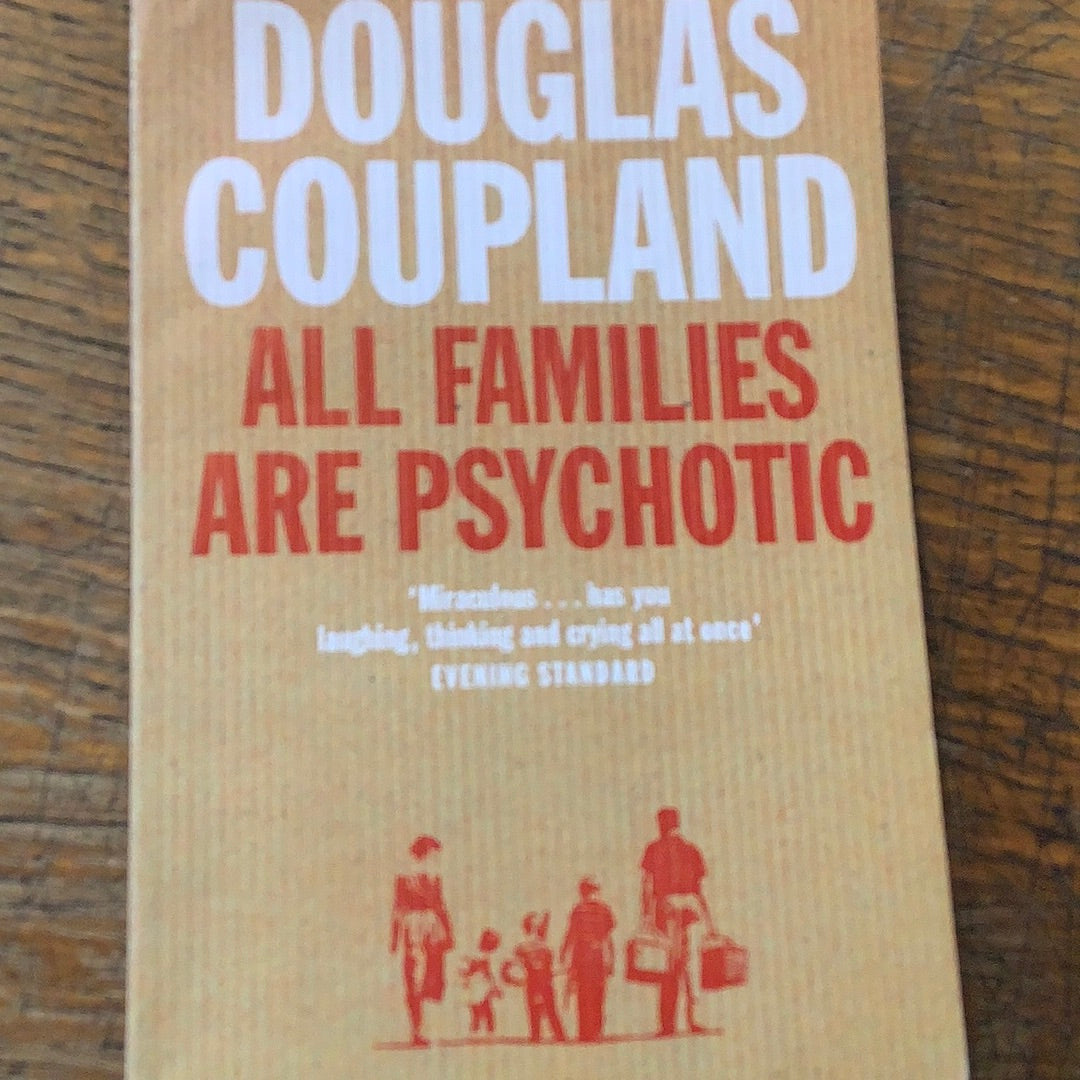 DOUGLAS
COUPLAND
ALL FAMILIES
ARE PSYCHOTIC
‘Miraculous . . . has you
laughing, thinking and crying all at once’
EVENING STANDARD